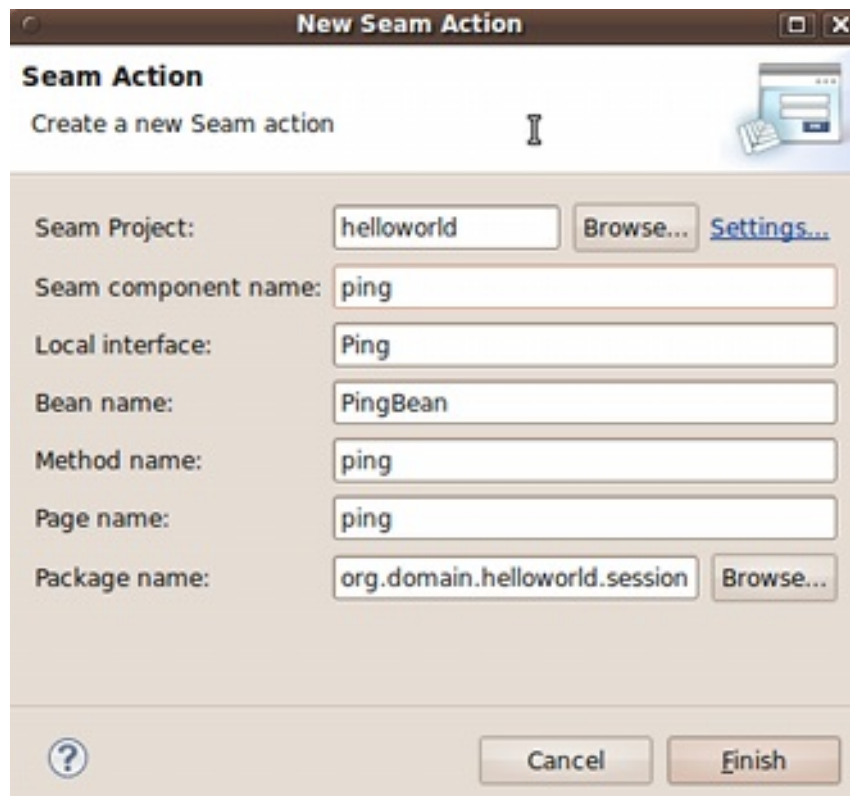 New Seam Action
Seam Action
Create a new Seam action
Seam Project: helloworld Browse... Settings...
Seam component name: ping
Local interface: Ping
Bean name: PingBean
Method name: ping
Page name: ping
Package name: org.domain.helloworld.session Browse...
? Cancel Finish